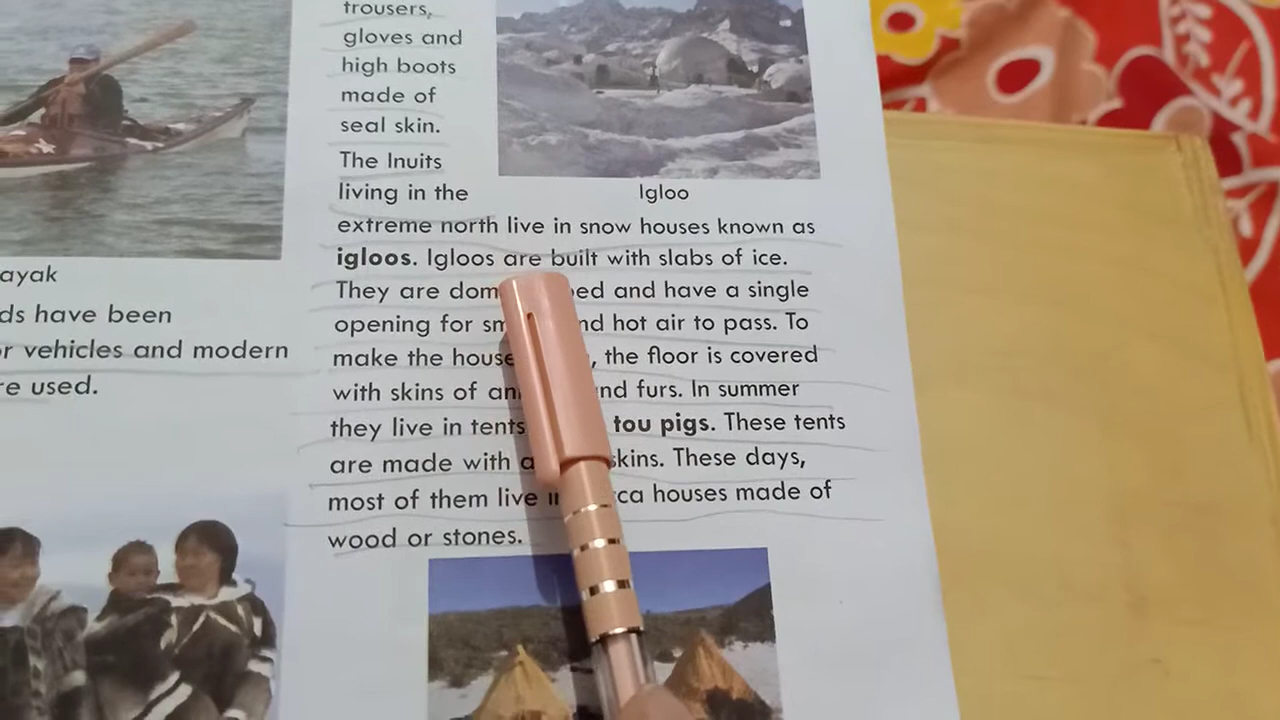 ayak
ds have been
r vehicles and modern
re used.
trousers,
gloves and
high boots
made of
seal skin.
The Inuits
living in the
Igloo
extreme north live in snow houses known as
igloos. Igloos are built with slabs of ice.
They are dom ed and have a single
opening for sm nd hot air to pass. To
make the house , the floor is covered
with skins of an nd furs. In summer
they live in tents tou pigs. These tents
are made with a skins. These days,
most of them live in ca houses made of
wood or stones.